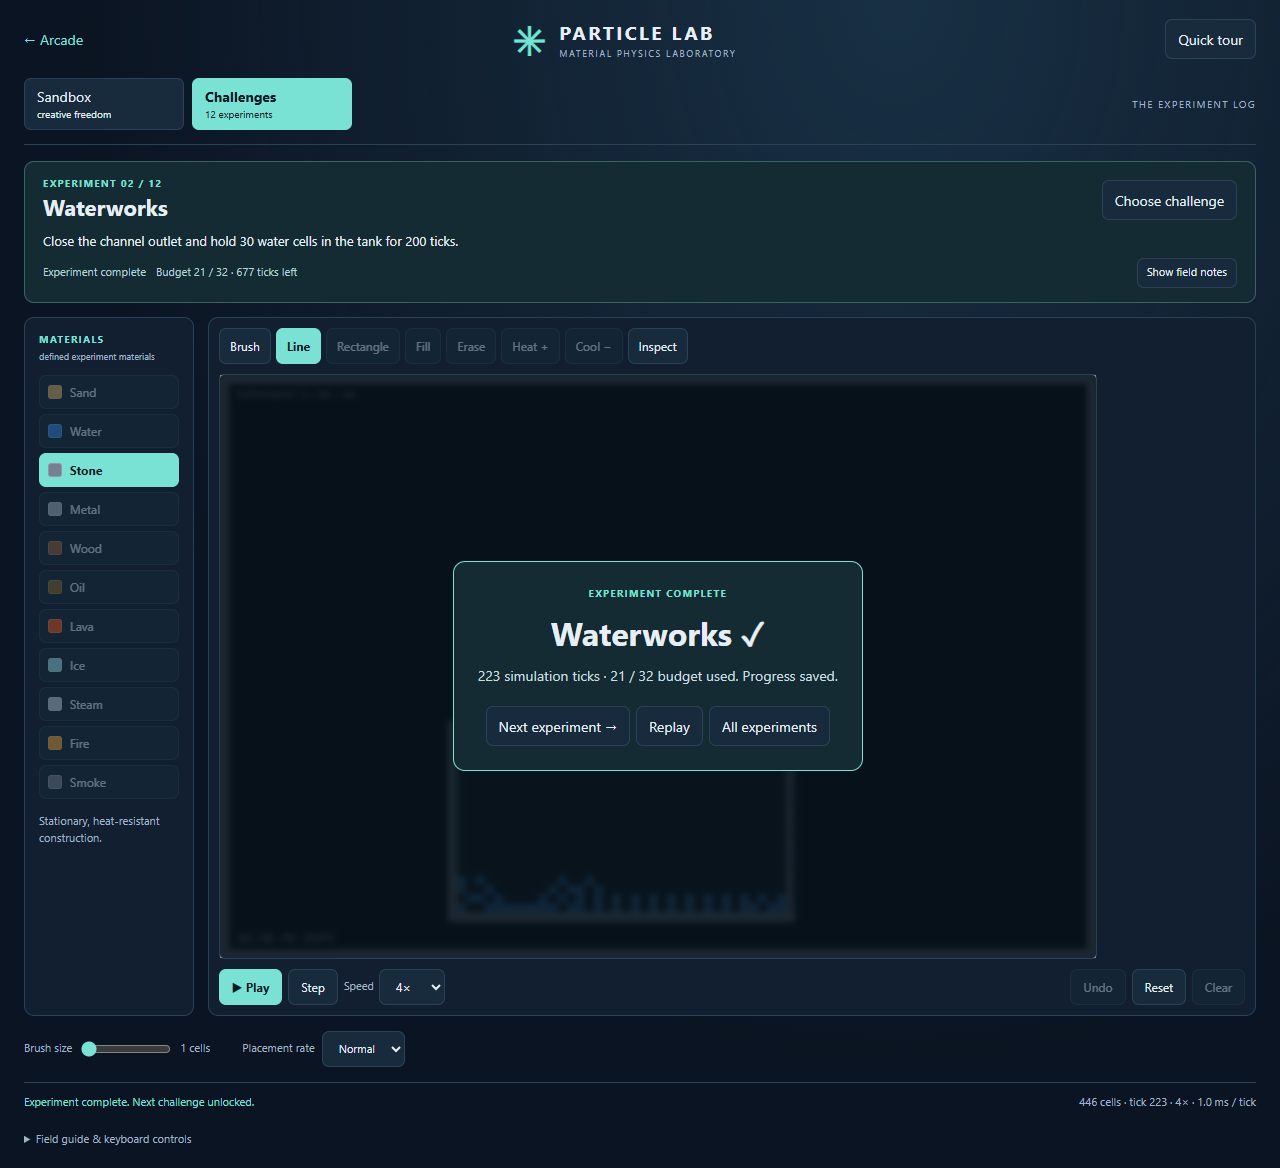 ← Arcade
PARTICLE LAB
MATERIAL PHYSICS LABORATORY
Quick tour
Sandbox
creative freedom
Challenges
12 experiments
THE EXPERIMENT LOG
EXPERIMENT 02 / 12
Waterworks
Choose challenge
Close the channel outlet and hold 30 water cells in the tank for 200 ticks.
Experiment complete Budget 21 / 32 · 677 ticks left
Show field notes
MATERIALS
defined experiment materials
Sand
Water
Stone
Metal
Wood
Oil
Lava
Ice
Steam
Fire
Smoke
Stationary, heat-resistant
construction.
Brush Line Rectangle Fill Erase Heat + Cool − Inspect
EXPERIMENT COMPLETE
Waterworks ✓
223 simulation ticks · 21 / 32 budget used. Progress saved.
Next experiment → Replay All experiments
▶ Play Step Speed 4× Undo Reset Clear
Brush size 1 cells Placement rate Normal
Experiment complete. Next challenge unlocked.
446 cells · tick 223 · 4× · 1.0 ms / tick
▶ Field guide & keyboard controls